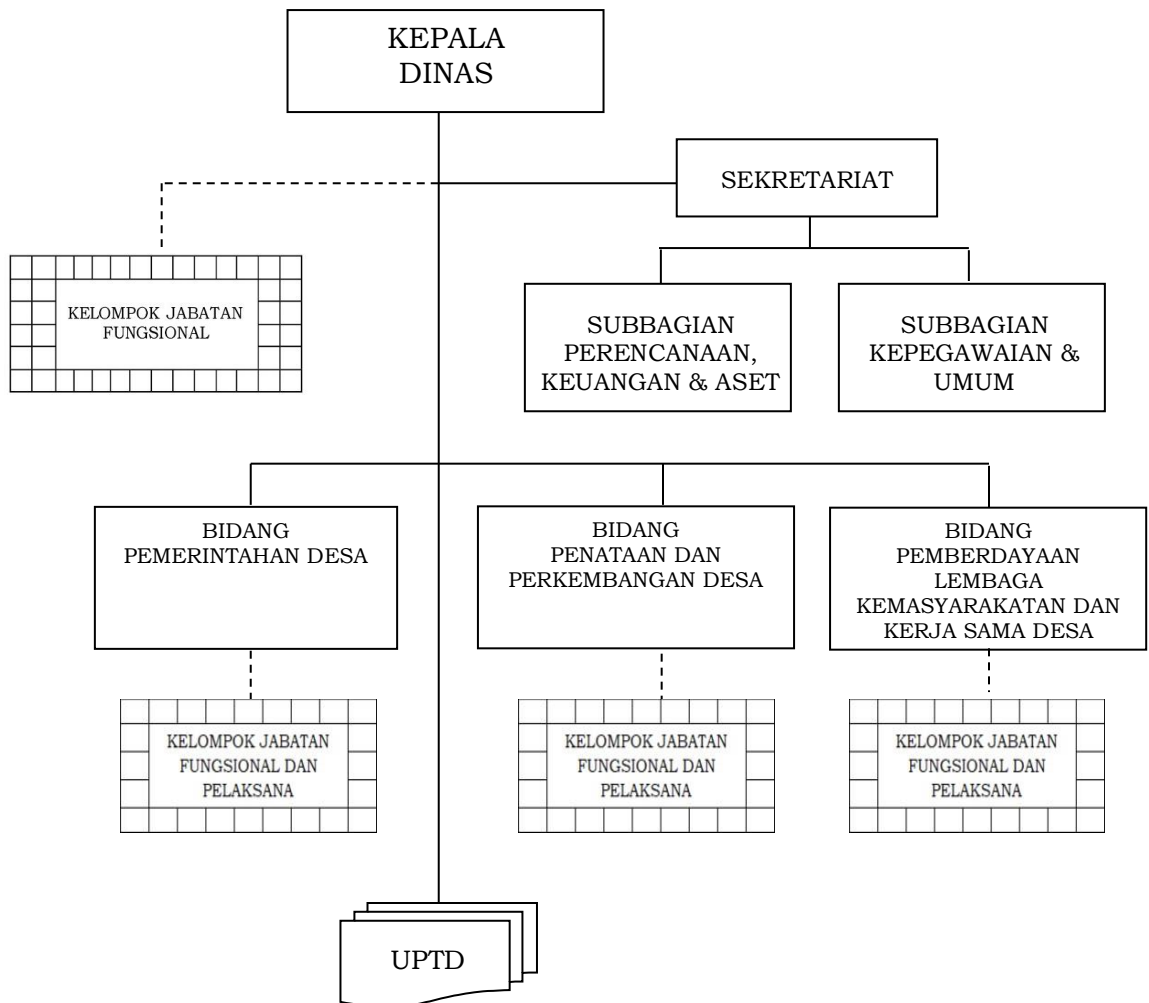 KEPALA
DINAS
SEKRETARIAT
KELOMPOK JABATAN
FUNGSIONAL
SUBBAGIAN
PERENCANAAN,
KEUANGAN & ASET
SUBBAGIAN
KEPEGAWAIAN &
UMUM
BIDANG
PEMERINTAHAN DESA
BIDANG
PENATAAN DAN
PERKEMBANGAN DESA
BIDANG
PEMBERDAYAAN
LEMBAGA
KEMASYARAKATAN DAN
KERJA SAMA DESA
KELOMPOK JABATAN
FUNGSIONAL DAN
PELAKSANA
KELOMPOK JABATAN
FUNGSIONAL DAN
PELAKSANA
KELOMPOK JABATAN
FUNGSIONAL DAN
PELAKSANA
UPTD